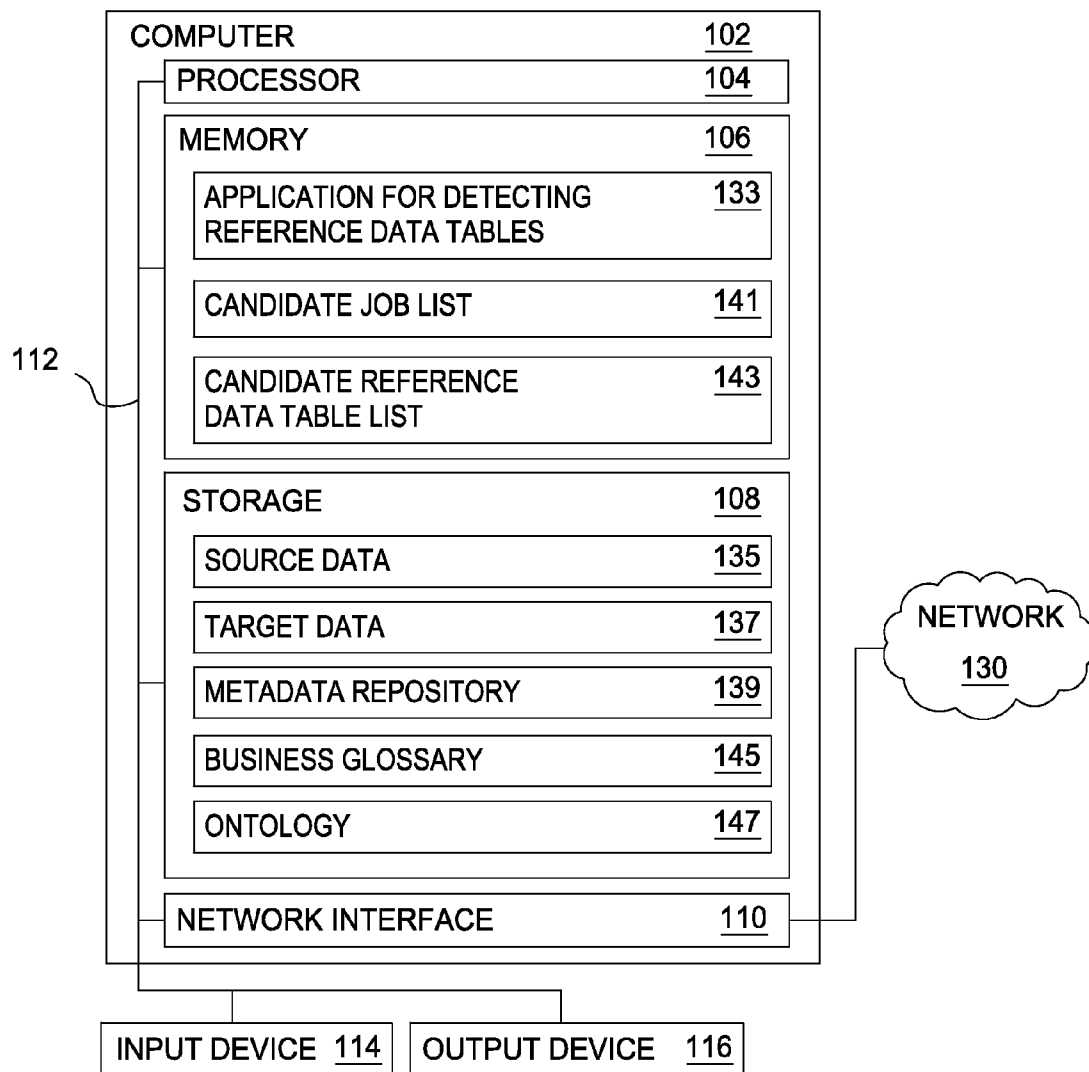 COMPUTER 102
PROCESSOR 104
MEMORY 106
APPLICATION FOR DETECTING 133
REFERENCE DATA TABLES
CANDIDATE JOB LIST 141
112
CANDIDATE REFERENCE 143
DATA TABLE LIST
STORAGE 108
SOURCE DATA 135
TARGET DATA 137
METADATA REPOSITORY 139
BUSINESS GLOSSARY 145
ONTOLOGY 147
NETWORK INTERFACE 110
NETWORK
130
INPUT DEVICE 114
OUTPUT DEVICE 116